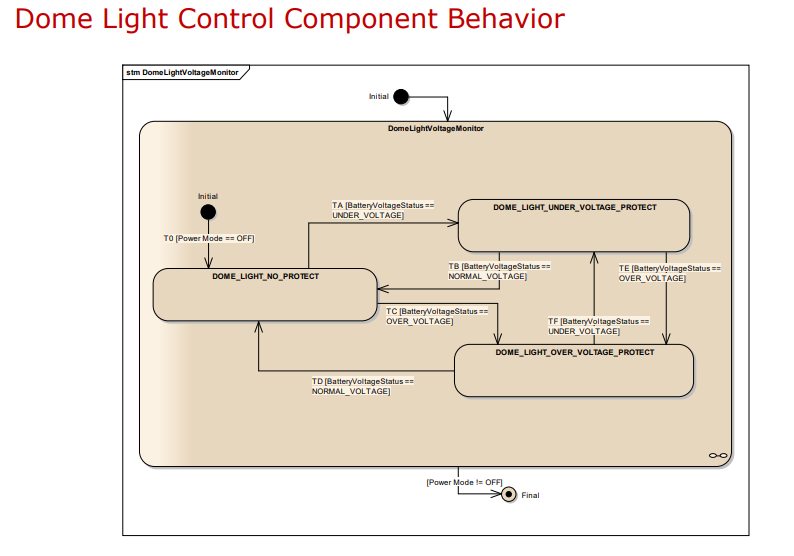 Dome Light Control Component Behavior
stm DomeLightVoltageMonitor
Initial
DomeLightVoltageMonitor
Initial
TA [BatteryVoltageStatus ==
UNDER_VOLTAGE]
DOME_LIGHT_UNDER_VOLTAGE_PROTECT
T0 [Power Mode == OFF]
TB [BatteryVoltageStatus ==
NORMAL_VOLTAGE]
TE [BatteryVoltageStatus ==
OVER_VOLTAGE]
DOME_LIGHT_NO_PROTECT
TC [BatteryVoltageStatus ==
OVER_VOLTAGE]
TF [BatteryVoltageStatus ==
UNDER_VOLTAGE]
DOME_LIGHT_OVER_VOLTAGE_PROTECT
TD [BatteryVoltageStatus ==
NORMAL_VOLTAGE]
[Power Mode != OFF]
Final